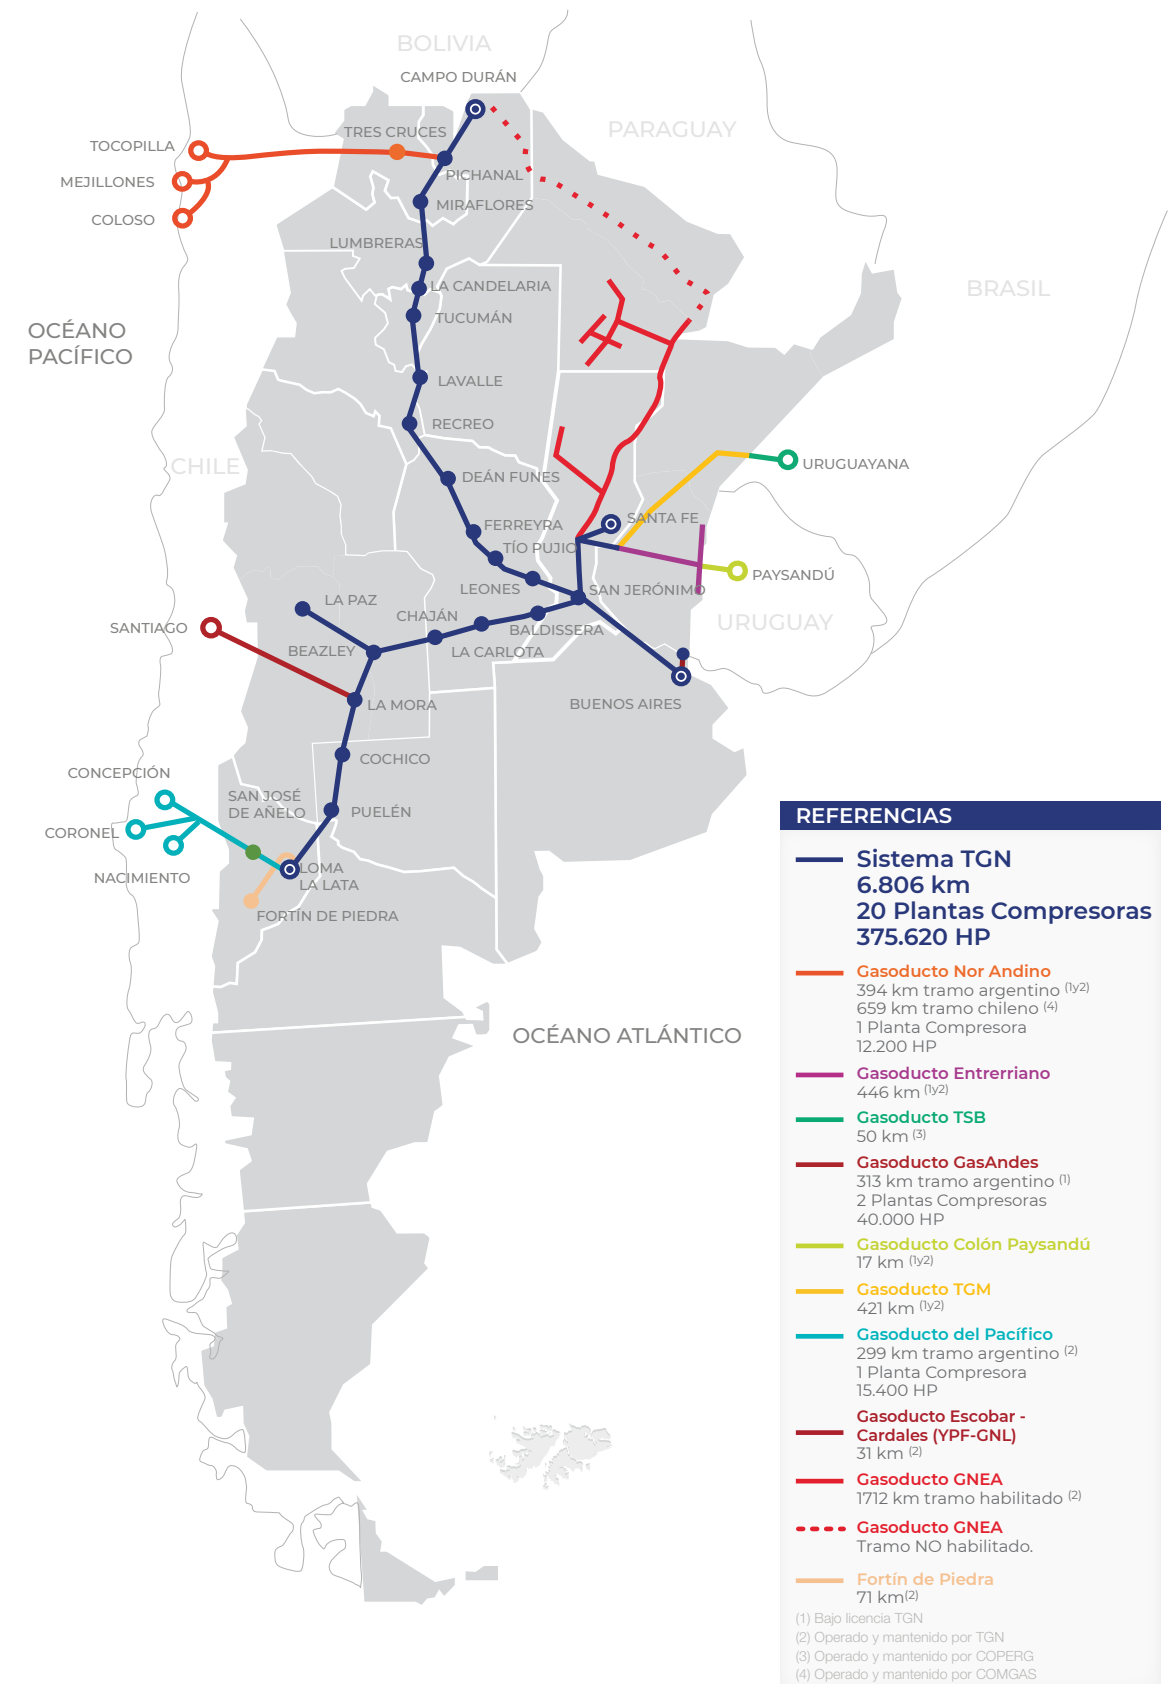 BOLIVIA
CAMPO DURÁN
PARAGUAY
TRES CRUCES
TOCOPILLA
PICHANAL
MEJILLONES
MIRAFLORES
COLOSO
LUMBRERAS
LA CANDELARIA
BRASIL
TUCUMÁN
OCÉANO
PACÍFICO
LAVALLE
RECREO
CHILE
URUGUAYANA
DEÁN FUNES
SANTA FE
FERREYRA
TÍO PUJIO
PAYSANDÚ
LEONES
SAN JERÓNIMO
LA PAZ
CHAJÁN
URUGUAY
SANTIAGO
BALDISSERA
BEAZLEY
LA CARLOTA
LA MORA
BUENOS AIRES
COCHICO
CONCEPCIÓN
SAN JOSÉ
DE AÑELO
PUELÉN
CORONEL
LOMA
LA LATA
NACIMIENTO
FORTÍN DE PIEDRA
OCÉANO ATLÁNTICO
REFERENCIAS
Sistema TGN
6.806 km
20 Plantas Compresoras
375.620 HP
Gasoducto Nor Andino
394 km tramo argentino (1y2)
659 km tramo chileno (4)
1 Planta Compresora
12.200 HP
Gasoducto Entrerriano
446 km (1y2)
Gasoducto TSB
50 km (3)
Gasoducto GasAndes
313 km tramo argentino (1)
2 Plantas Compresoras
40.000 HP
Gasoducto Colón Paysandú
17 km (1y2)
Gasoducto TGM
421 km (1y2)
Gasoducto del Pacífico
299 km tramo argentino (2)
1 Planta Compresora
15.400 HP
Gasoducto Escobar -
Cardales (YPF-GNL)
31 km (2)
Gasoducto GNEA
1712 km tramo habilitado (2)
Gasoducto GNEA
Tramo NO habilitado.
Fortín de Piedra
71 km(2)
(1) Bajo licencia TGN
(2) Operado y mantenido por TGN
(3) Operado y mantenido por COPERG
(4) Operado y mantenido por COMGAS